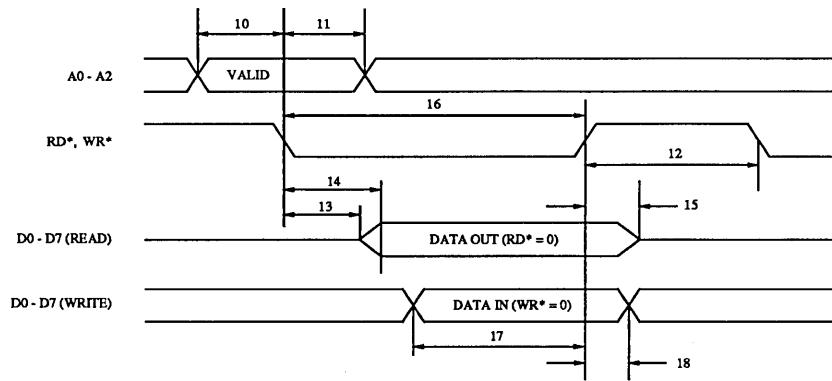 10 11
A0 - A2 VALID
16
RD*, WR*
12
14
13 15
D0 - D7 (READ) DATA OUT (RD* = 0)
D0 - D7 (WRITE) DATA IN (WR* = 0)
17
18